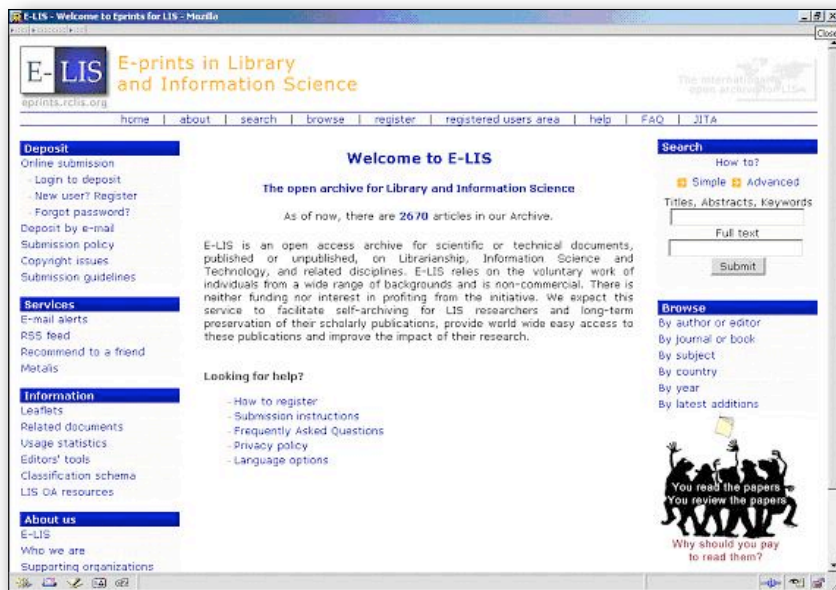 E-LIS - Welcome to Eprints for LIS - Mozilla
Close
E-LIS
E-prints in Library
and Information Science
eprints.rclis.org
The international
open archive for LIS
home | about | search | browse | register | registered users area | help | FAQ | JITA
Deposit
Online submission
- Login to deposit
- New user? Register
- Forgot password?
Deposit by e-mail
Submission policy
Copyright issues
Submission guidelines
Services
E-mail alerts
RSS feed
Recommend to a friend
Metalis
Information
Leaflets
Related documents
Usage statistics
Editors' tools
Classification schema
LIS OA resources
About us
E-LIS
Who we are
Supporting organizations
Welcome to E-LIS
The open archive for Library and Information Science
As of now, there are 2670 articles in our Archive.
E-LIS is an open access archive for scientific or technical documents,
published or unpublished, on Librarianship, Information Science and
Technology, and related disciplines. E-LIS relies on the voluntary work of
individuals from a wide range of backgrounds and is non-commercial. There is
neither funding nor interest in profiting from the initiative. We expect this
service to facilitate self-archiving for LIS researchers and long-term
preservation of their scholarly publications, provide world wide easy access to
these publications and improve the impact of their research.
Looking for help?
- How to register
- Submission instructions
- Frequently Asked Questions
- Privacy policy
- Language options
Search
How to?
Simple Advanced
Titles, Abstracts, Keywords
Full text
Submit
Browse
By author or editor
By journal or book
By subject
By country
By year
By latest additions
You read the papers
You review the papers
Why should you pay
to read them?